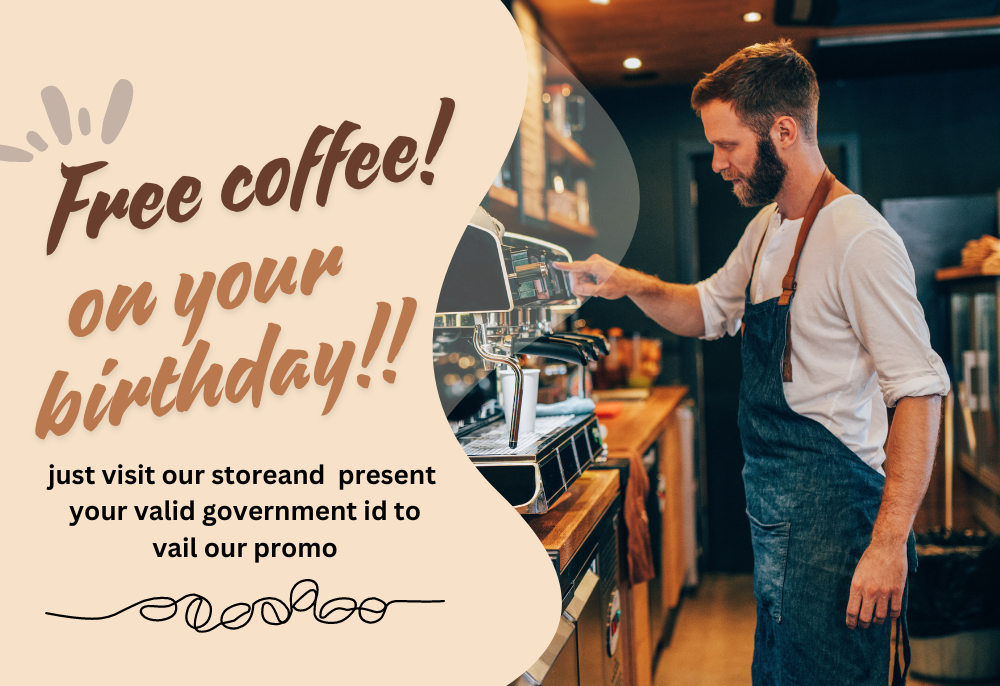 Free coffee!
on your
birthday!!
just visit our storeand  present
your valid government id to
vail our promo